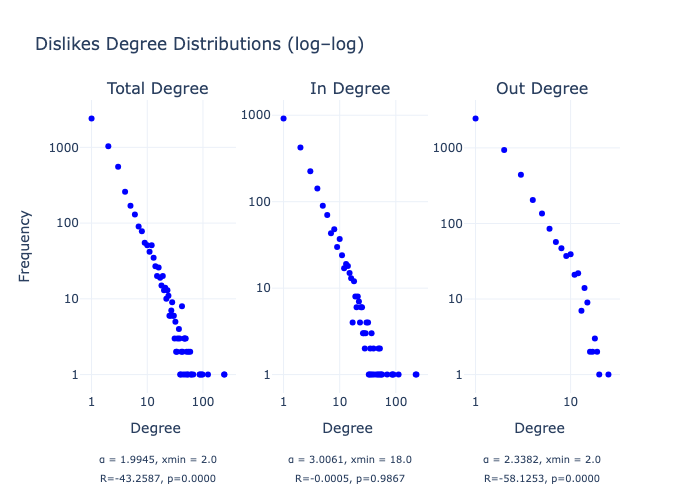 Dislikes Degree Distributions (log–log)
Total Degree
In Degree
Out Degree
Frequency
1000
100
10
1
1
10
100
Degree
1000
100
10
1
1
10
100
Degree
1000
100
10
1
1
10
Degree
α = 1.9945, xmin = 2.0
R=-43.2587, p=0.0000
α = 3.0061, xmin = 18.0
R=-0.0005, p=0.9867
α = 2.3382, xmin = 2.0
R=-58.1253, p=0.0000